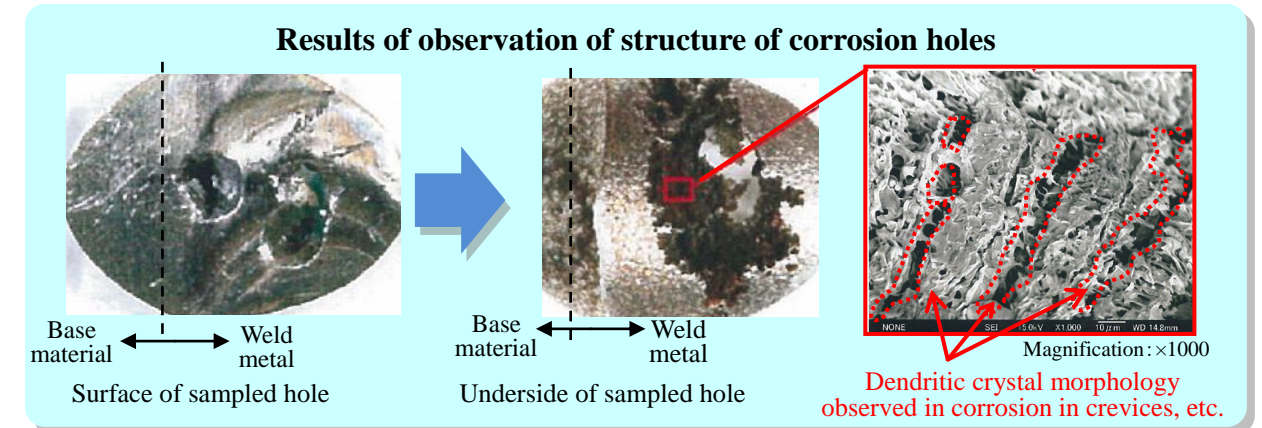 Results of observation of structure of corrosion holes
Base
material
Weld
metal
Surface of sampled hole
Base
material
Weld
metal
Underside of sampled hole
NONE SEI 15.0kV X1,000 10μm WD 14.8mm
Magnification:×1000
Dendritic crystal morphology
observed in corrosion in crevices, etc.